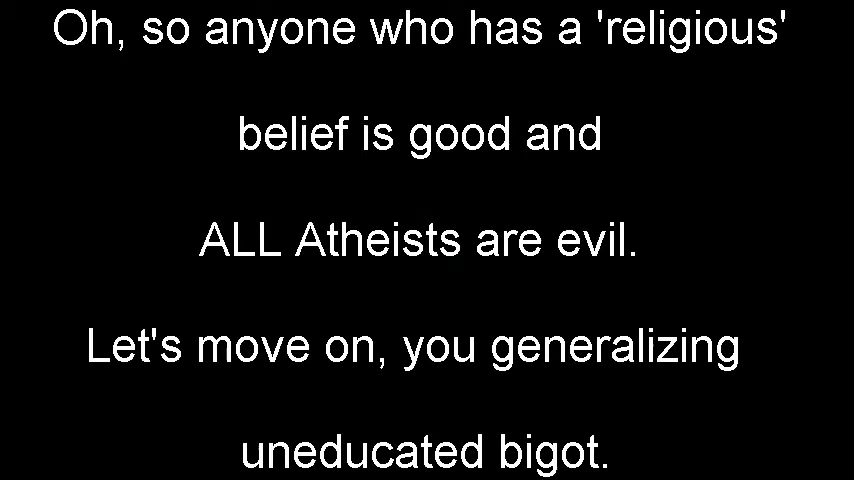 Oh, so anyone who has a 'religious'
belief is good and
ALL Atheists are evil.
Let's move on, you generalizing
uneducated bigot.